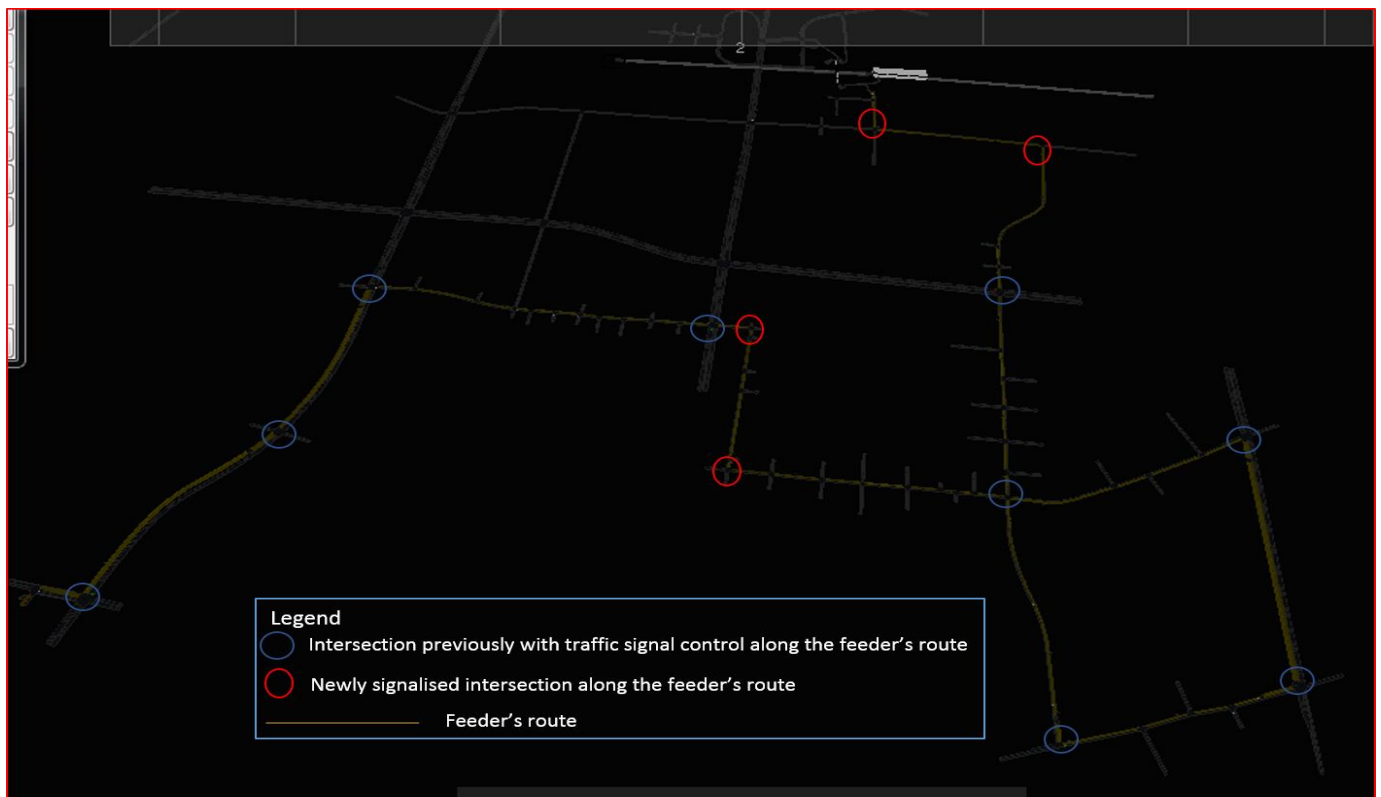 2
Legend
Intersection previously with traffic signal control along the feeder's route
Newly signalised intersection along the feeder's route
Feeder's route